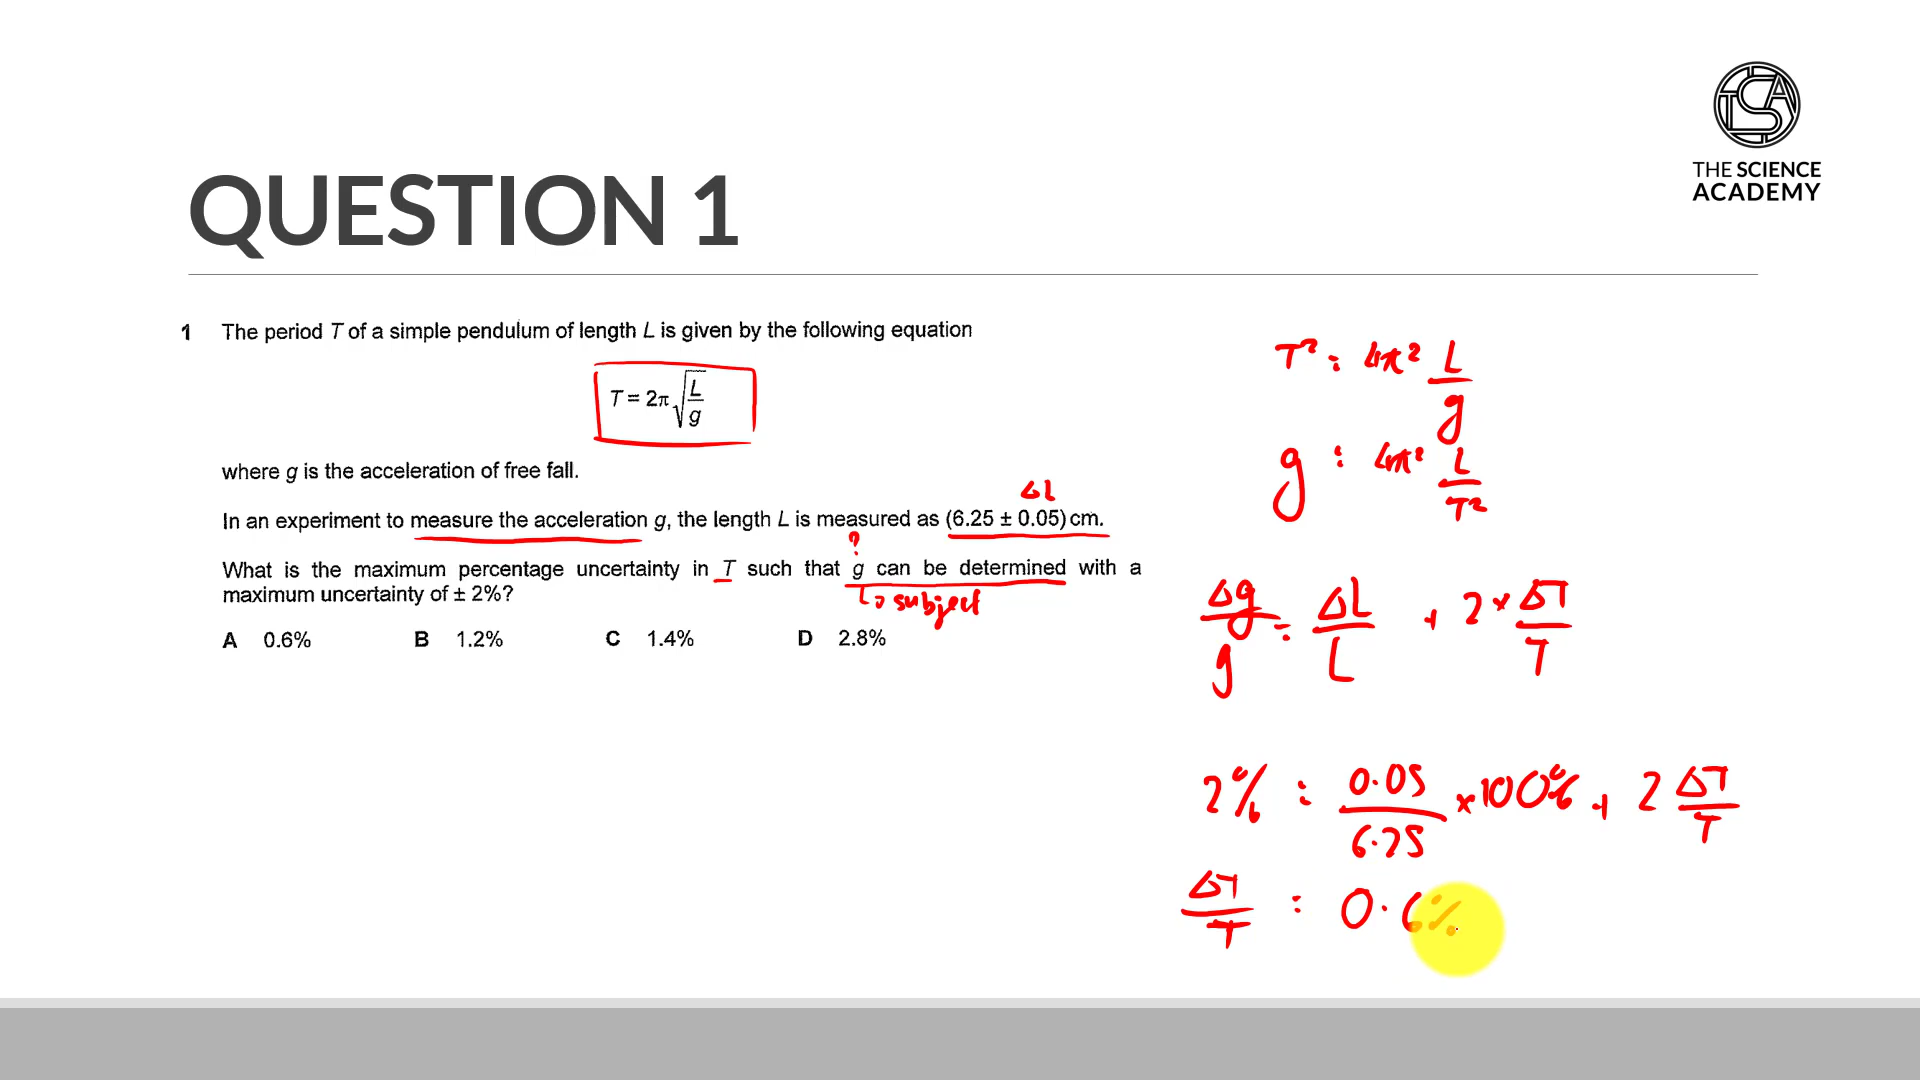 THE SCIENCE
ACADEMY
QUESTION 1
1 The period T of a simple pendulum of length L is given by the following equation
T = 2π √(L/g)
where g is the acceleration of free fall.
ΔL
In an experiment to measure the acceleration g, the length L is measured as (6.25 ± 0.05) cm.
?
What is the maximum percentage uncertainty in T such that g can be determined with a
maximum uncertainty of ± 2%?
↳ subject
A 0.6% B 1.2% C 1.4% D 2.8%
T² = 4π² L/g
g = 4π² L/T²
Δg/g = ΔL/L + 2 × ΔT/T
2% = 0.05/6.25 × 100% + 2 ΔT/T
ΔT/T = 0.6%